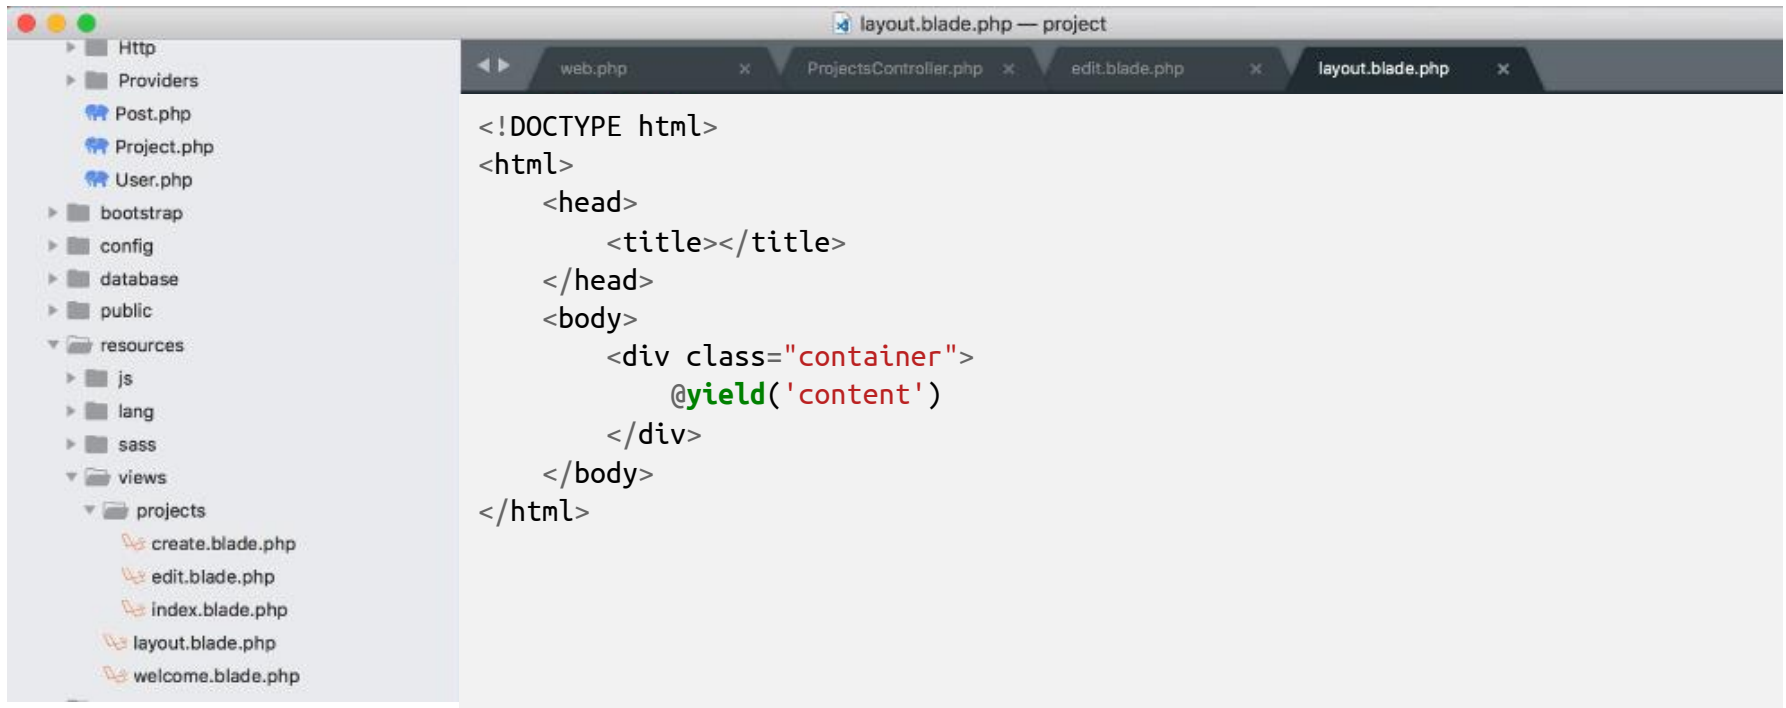 layout.blade.php — project
Http
Providers
Post.php
Project.php
User.php
bootstrap
config
database
public
resources
js
lang
sass
views
projects
create.blade.php
edit.blade.php
index.blade.php
layout.blade.php
welcome.blade.php
web.php × ProjectsController.php × edit.blade.php × layout.blade.php ×
<!DOCTYPE html>
<html>
    <head>
        <title></title>
    </head>
    <body>
        <div class="container">
            @yield('content')
        </div>
    </body>
</html>